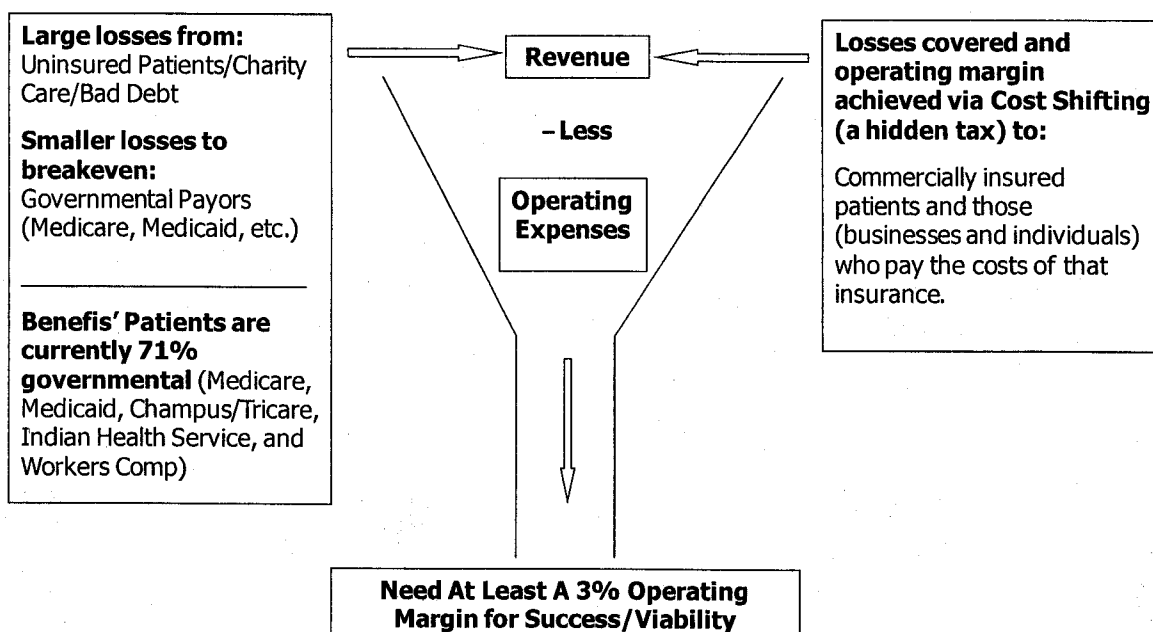 Large losses from:
Uninsured Patients/Charity
Care/Bad Debt
Smaller losses to
breakeven:
Governmental Payors
(Medicare, Medicaid, etc.)
Benefis’ Patients are
currently 71%
governmental (Medicare,
Medicaid, Champus/Tricare,
Indian Health Service, and
Workers Comp)
Revenue
–Less
Operating
Expenses
Losses covered and
operating margin
achieved via Cost Shifting
(a hidden tax) to:
Commercially insured
patients and those
(businesses and individuals)
who pay the costs of that
insurance.
Need At Least A 3% Operating
Margin for Success/Viability